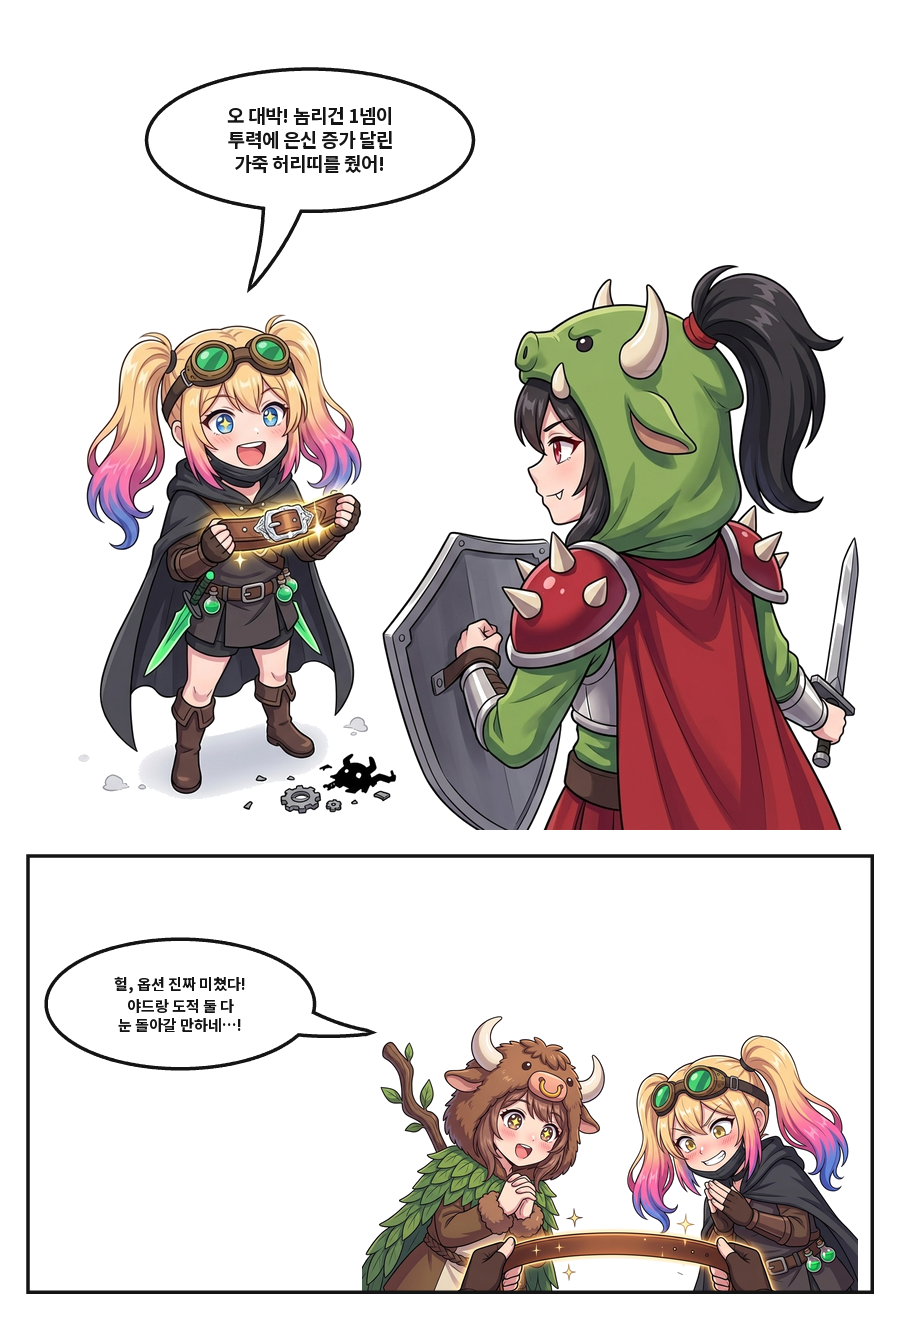 오 대박! 놈리건 1넴이
투력에 은신 증가 달린
가죽 허리띠를 줬어!
헐, 옵션 진짜 미쳤다!
야드랑 도적 둘 다
눈 돌아갈 만하네…!